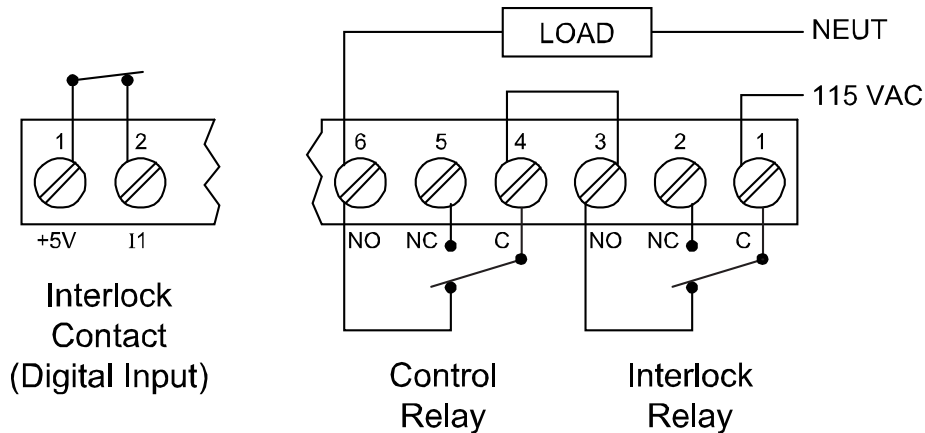 LOAD
NEUT
115 VAC
1 2
6 5 4 3 2 1
+5V I1
NO NC C NO NC C
Interlock
Contact
(Digital Input)
Control
Relay
Interlock
Relay